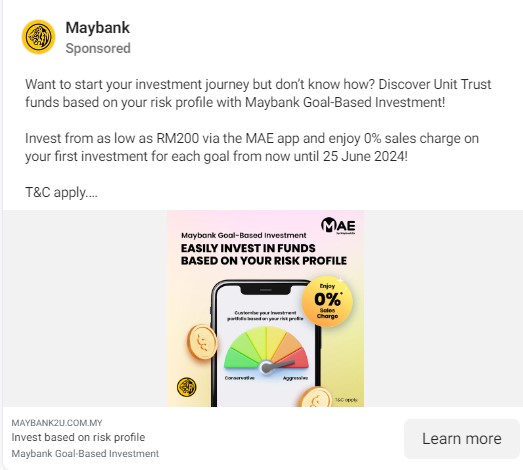 Maybank
Sponsored
Want to start your investment journey but don't know how? Discover Unit Trust
funds based on your risk profile with Maybank Goal-Based Investment!
Invest from as low as RM200 via the MAE app and enjoy 0% sales charge on
your first investment for each goal from now until 25 June 2024!
T&C apply....
MAE
Maybank Goal-Based Investment
EASILY INVEST IN FUNDS
BASED ON YOUR RISK PROFILE
Enjoy
0%*
Sales
Charge
Customise your investment
portfolio based on your risk profile
Conservative
Aggressive
T&C apply
MAYBANK2U.COM.MY
Invest based on risk profile
Maybank Goal-Based Investment
Learn more